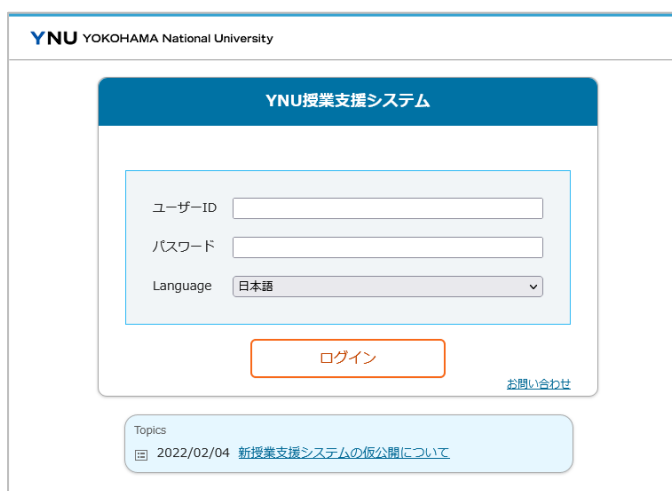 YNU YOKOHAMA National University
YNU授業支援システム
ユーザーID
パスワード
Language 日本語
ログイン
お問い合わせ
Topics
2022/02/04 新授業支援システムの仮公開について